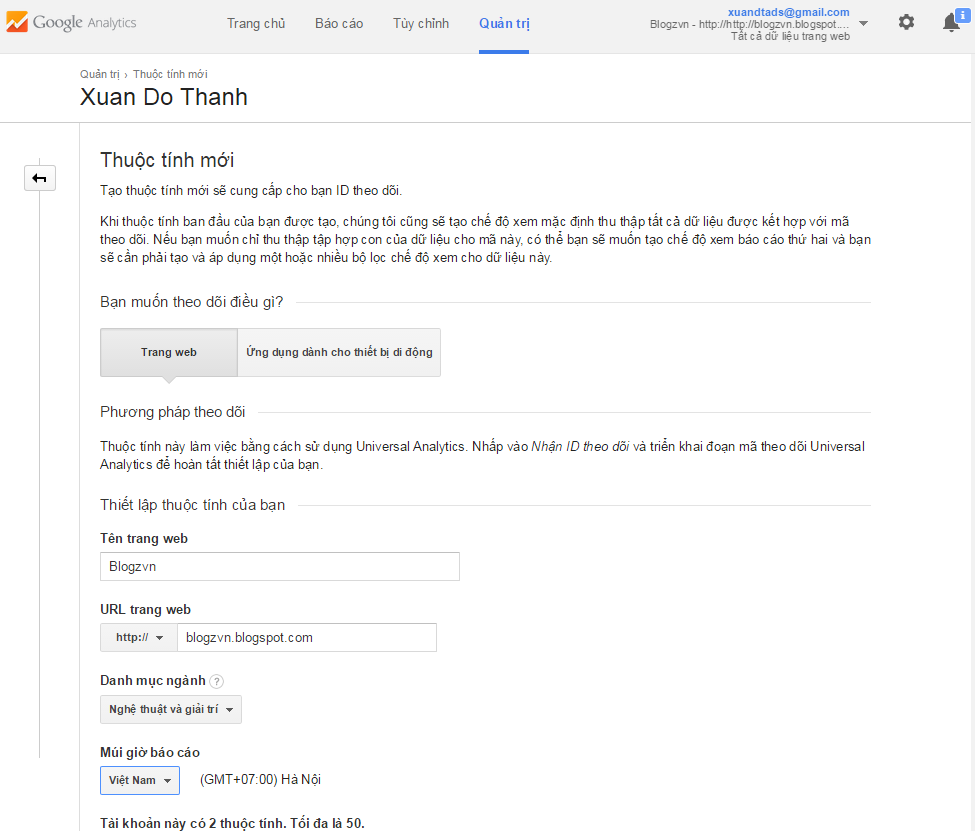 Google Analytics
Trang chủ Báo cáo Tùy chỉnh Quản trị
xuandtads@gmail.com
Blogzvn - http://http://blogzvn.blogspot....
Tất cả dữ liệu trang web
i
Quản trị › Thuộc tính mới
Xuan Do Thanh
Thuộc tính mới
Tạo thuộc tính mới sẽ cung cấp cho bạn ID theo dõi.
Khi thuộc tính ban đầu của bạn được tạo, chúng tôi cũng sẽ tạo chế độ xem mặc định thu thập tất cả dữ liệu được kết hợp với mã
theo dõi. Nếu bạn muốn chỉ thu thập tập hợp con của dữ liệu cho mã này, có thể bạn sẽ muốn tạo chế độ xem báo cáo thứ hai và bạn
sẽ cần phải tạo và áp dụng một hoặc nhiều bộ lọc chế độ xem cho dữ liệu này.
Bạn muốn theo dõi điều gì?
Trang web Ứng dụng dành cho thiết bị di động
Phương pháp theo dõi
Thuộc tính này làm việc bằng cách sử dụng Universal Analytics. Nhấp vào Nhận ID theo dõi và triển khai đoạn mã theo dõi Universal
Analytics để hoàn tất thiết lập của bạn.
Thiết lập thuộc tính của bạn
Tên trang web
Blogzvn
URL trang web
http:// blogzvn.blogspot.com
Danh mục ngành ?
Nghệ thuật và giải trí
Múi giờ báo cáo
Việt Nam (GMT+07:00) Hà Nội
Tài khoản này có 2 thuộc tính. Tối đa là 50.